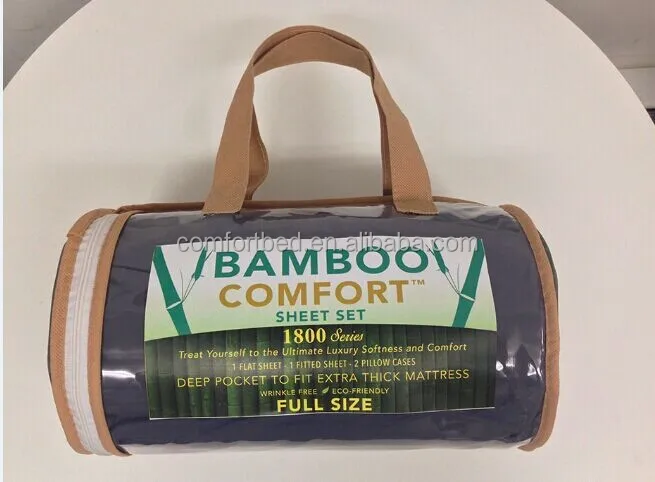 comfortbed.en.alibaba.com
BAMBOO
COMFORT™
SHEET SET
1800 Series
Treat Yourself to the Ultimate Luxury Softness and Comfort
1 FLAT SHEET - 1 FITTED SHEET - 2 PILLOW CASES
DEEP POCKET TO FIT EXTRA THICK MATTRESS
WRINKLE FREE ECO-FRIENDLY
FULL SIZE